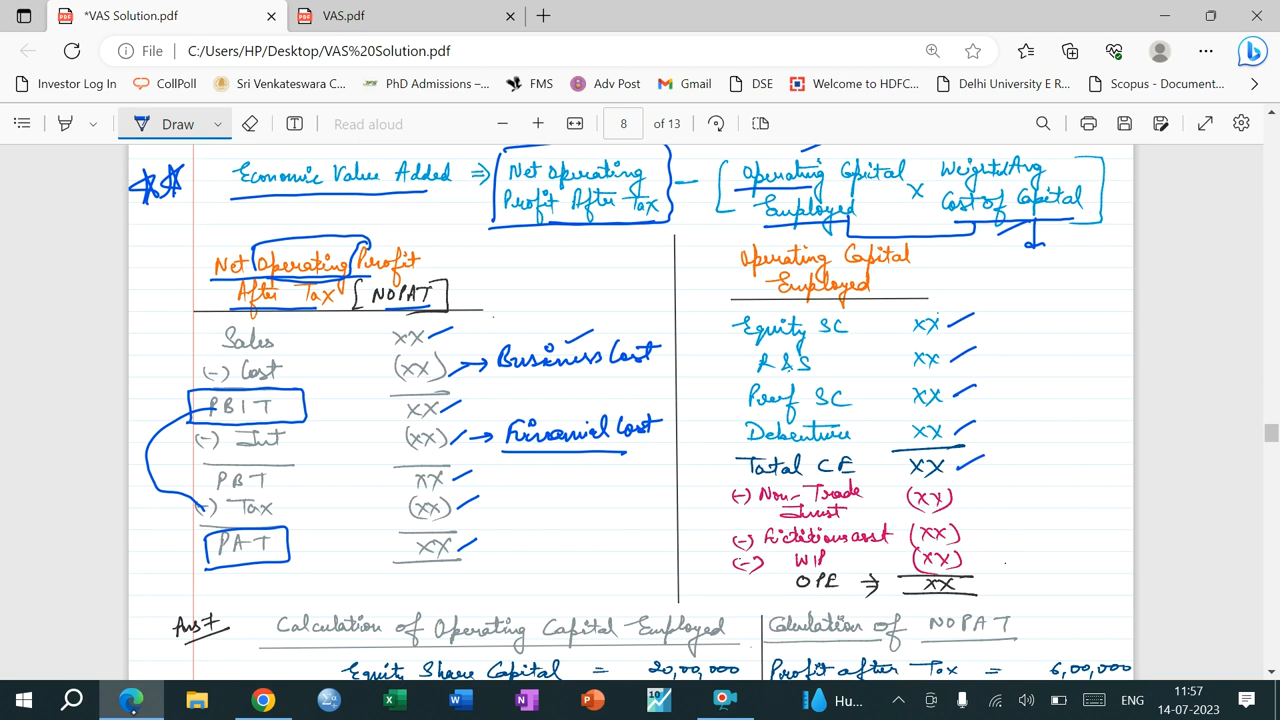 *VAS Solution.pdf
VAS.pdf
File C:/Users/HP/Desktop/VAS%20Solution.pdf
Investor Log In
CollPoll
Sri Venkateswara C...
PhD Admissions –...
FMS
Adv Post
Gmail
DSE
Welcome to HDFC...
Delhi University E R...
Scopus - Document...
Draw
Read aloud
8 of 13
Economic Value Added ⇒ Net Operating Profit After Tax − [ Operating Capital Employed × Weighted Avg Cost of Capital ]
Net Operating Profit
After Tax [NOPAT]
Sales XX
(-) Cost (XX) → Business Cost
PBIT XX
(-) Int (XX) → Financial Cost
PBT XX
(-) Tax (XX)
PAT XX
Operating Capital
Employed
Equity SC XX
R&S XX
Pref SC XX
Debenture XX
Total CE XX
(-) Non-Trade (XX)
Invst
(-) Fictitious asst (XX)
(-) WIP (XX)
OPE ⇒ XX
Ans7
Calculation of Operating Capital Employed
Equity Share Capital = 20,00,000
Calculation of NOPAT
Profit after Tax = 6,00,000
Hu...
ENG
11:57
14-07-2023